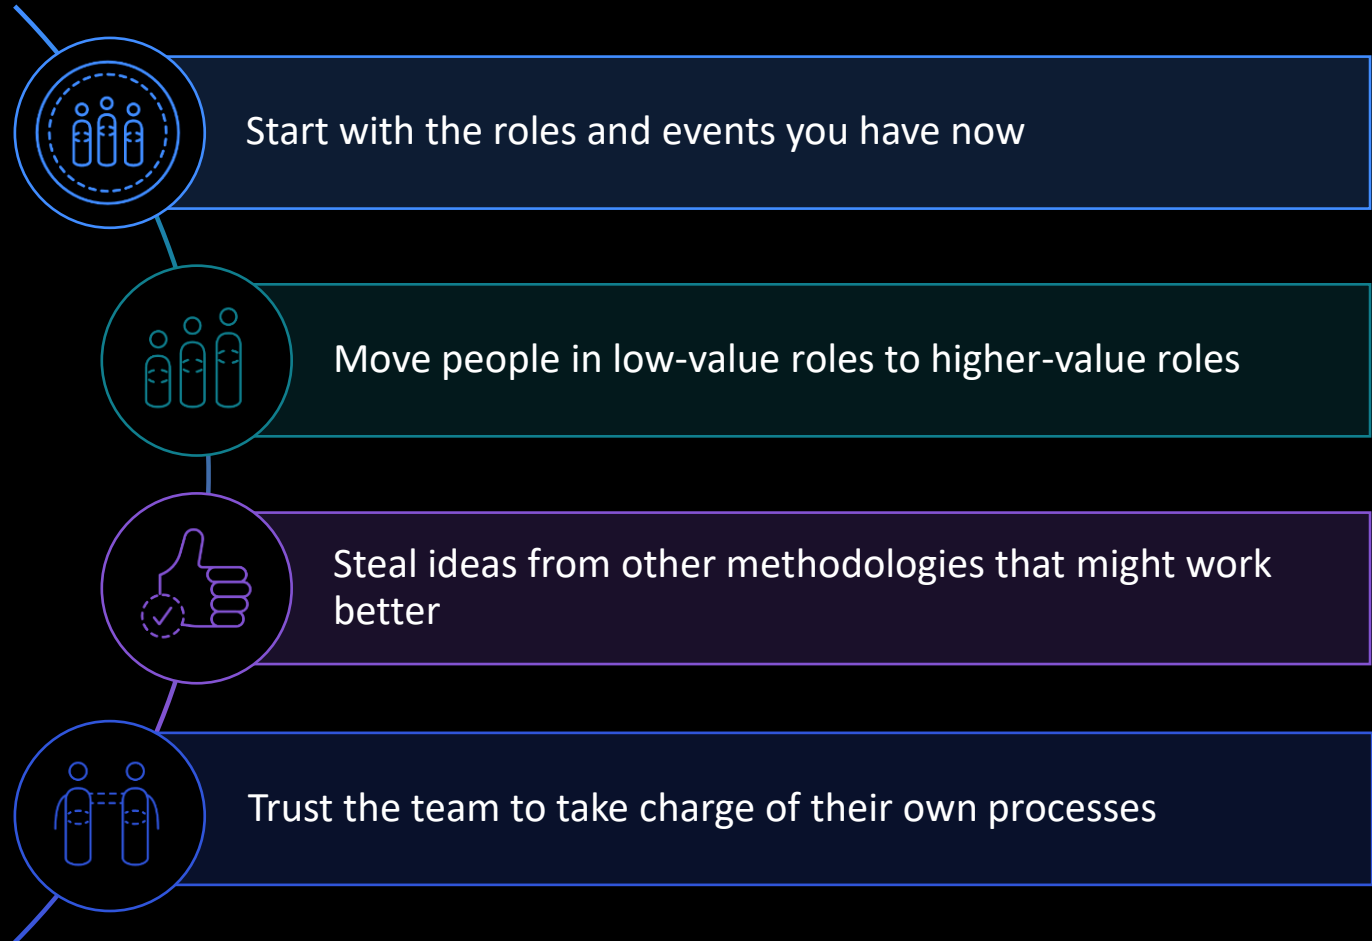 Start with the roles and events you have now
Move people in low-value roles to higher-value roles
Steal ideas from other methodologies that might work
better
Trust the team to take charge of their own processes